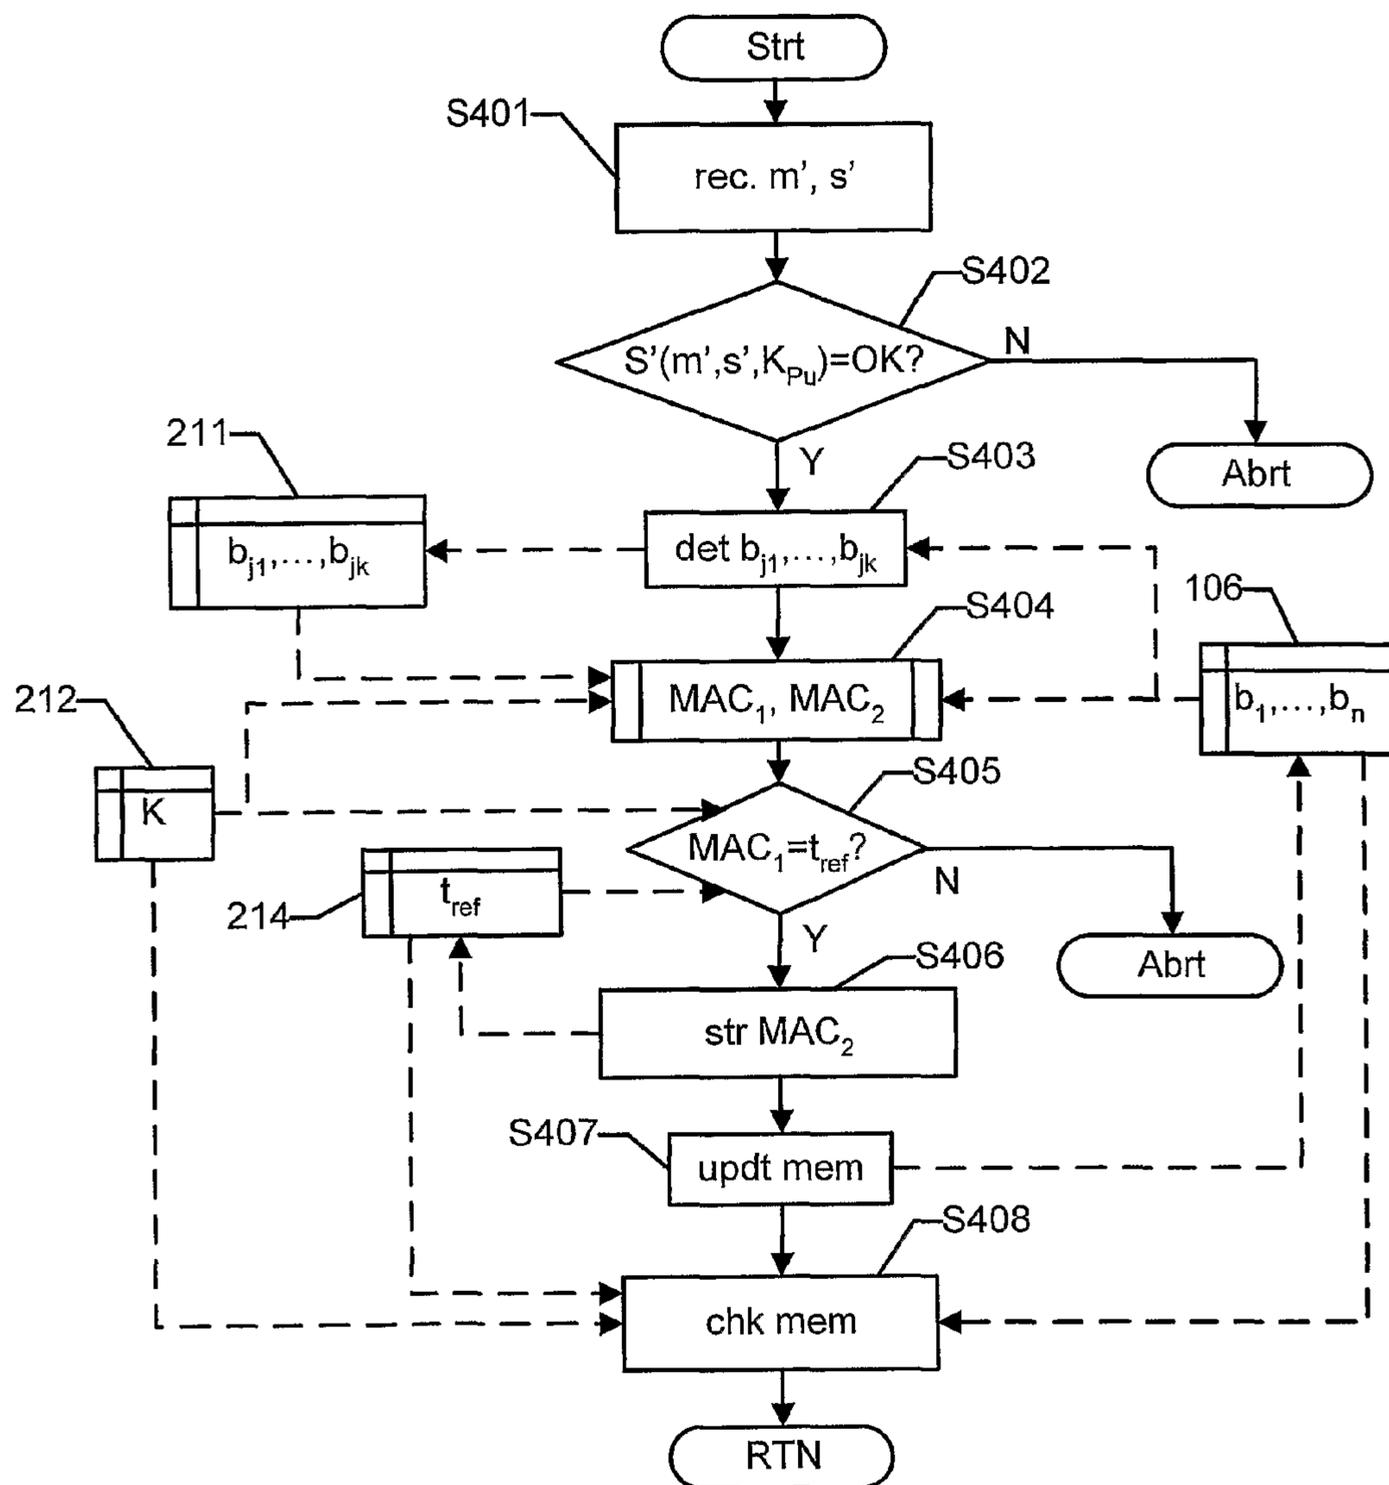 Strt
S401
rec. m’, s’
S402
S’(m’,s’,K_Pu)=OK?
N
Abrt
Y
211
b_j1,...,b_jk
S403
det b_j1,...,b_jk
106
b_1,...,b_n
S404
MAC_1, MAC_2
212
K
S405
MAC_1=t_ref?
N
Abrt
Y
214
t_ref
S406
str MAC_2
S407
updt mem
S408
chk mem
RTN